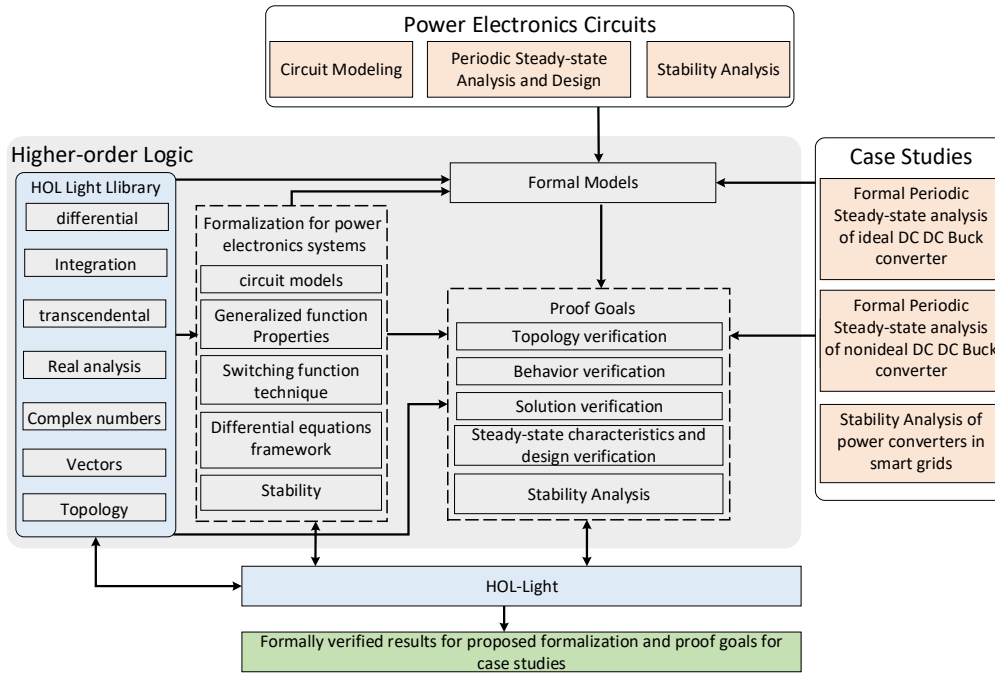 Power Electronics Circuits
Circuit Modeling
Periodic Steady-state
Analysis and Design
Stability Analysis
Higher-order Logic
HOL Light Llibrary
differential
Integration
transcendental
Real analysis
Complex numbers
Vectors
Topology
Formalization for power
electronics systems
circuit models
Generalized function
Properties
Switching function
technique
Differential equations
framework
Stability
Formal Models
Proof Goals
Topology verification
Behavior verification
Solution verification
Steady-state characteristics and
design verification
Stability Analysis
Case Studies
Formal Periodic
Steady-state analysis
of ideal DC DC Buck
converter
Formal Periodic
Steady-state analysis
of nonideal DC DC Buck
converter
Stability Analysis of
power converters in
smart grids
HOL-Light
Formally verified results for proposed formalization and proof goals for
case studies